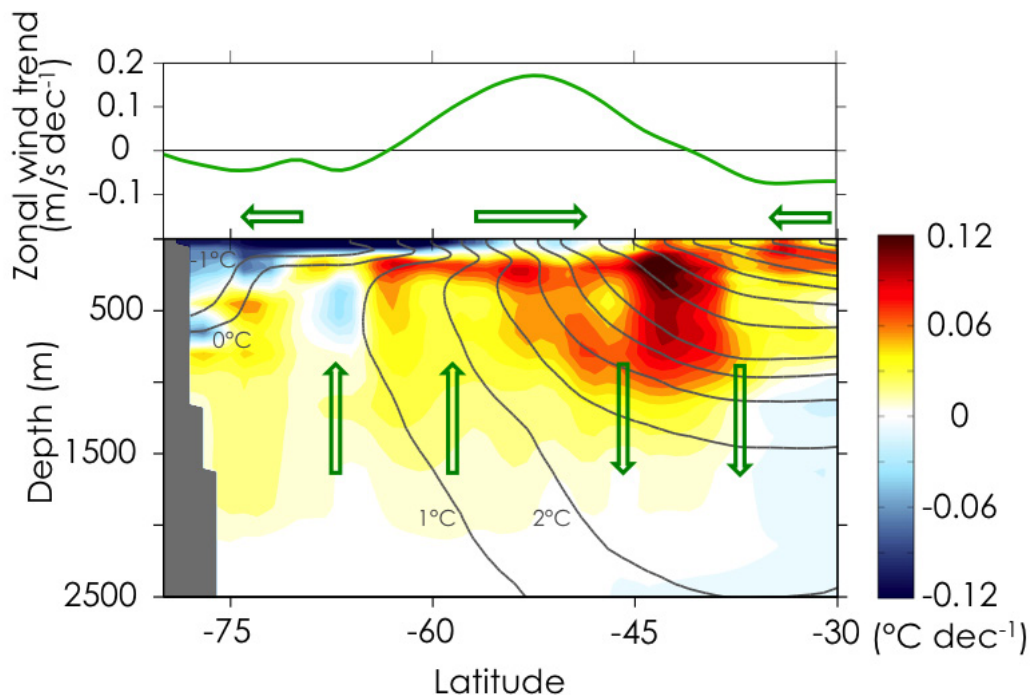 Zonal wind trend
(m/s dec-1)
0.2
0.1
0
-0.1
Depth (m)
500
1500
2500
-1°C
0°C
1°C
2°C
-75
-60
-45
-30
Latitude
0.12
0.06
0
-0.06
-0.12
(°C dec-1)